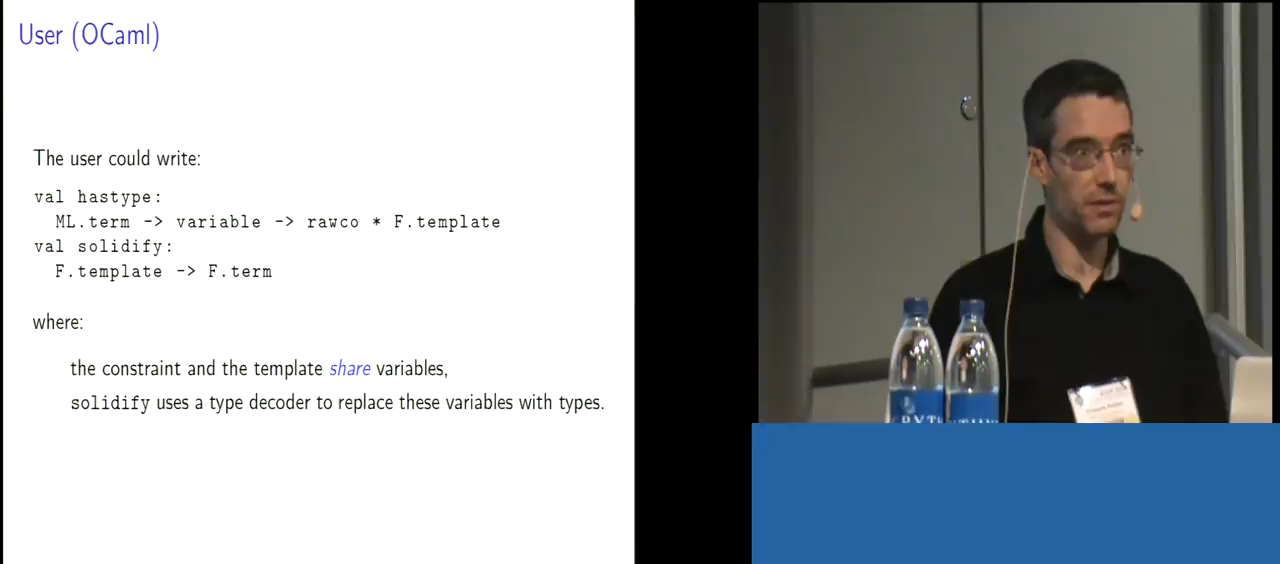 User (OCaml)
The user could write:
val hastype:
ML.term -> variable -> rawco * F.template
val solidify:
F.template -> F.term
where:
the constraint and the template share variables,
solidify uses a type decoder to replace these variables with types.